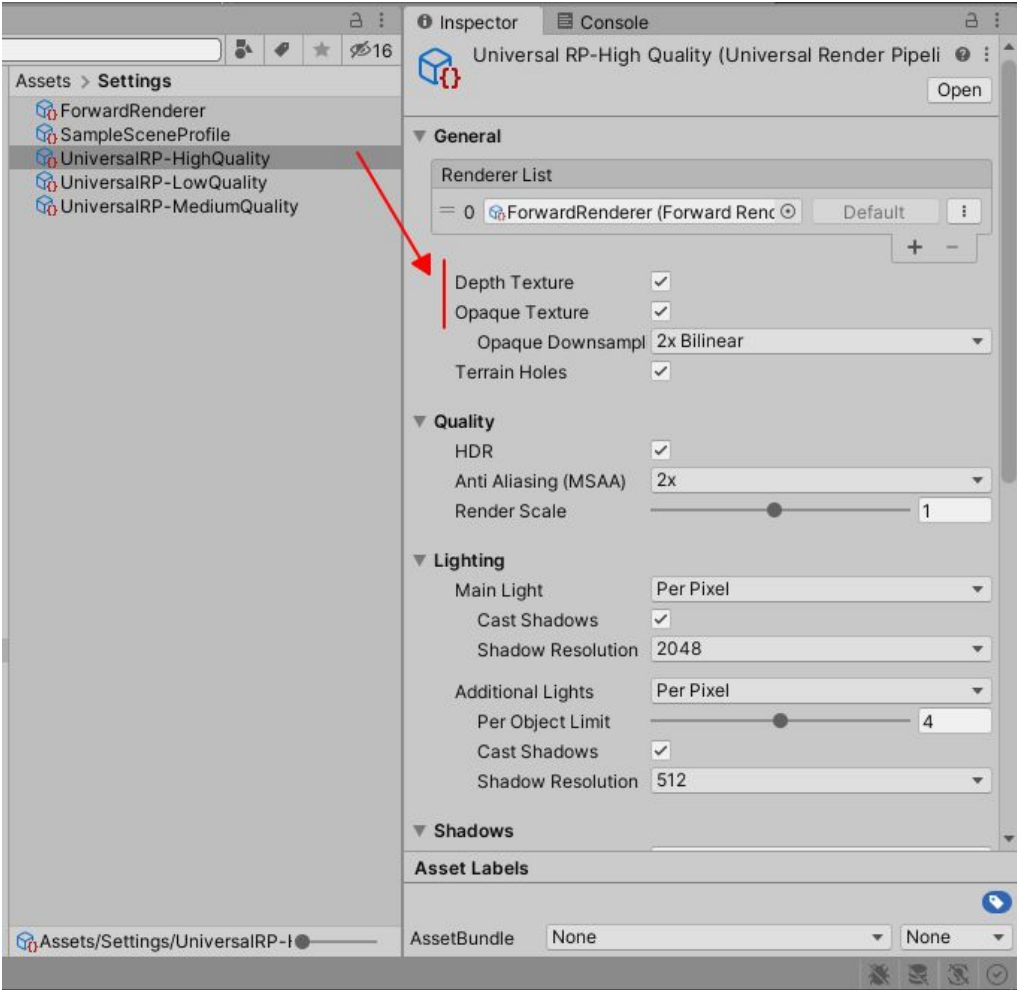 16
Assets > Settings
ForwardRenderer
SampleSceneProfile
UniversalRP-HighQuality
UniversalRP-LowQuality
UniversalRP-MediumQuality
Assets/Settings/UniversalRP-H
Inspector Console
Universal RP-High Quality (Universal Render Pipeli
Open
General
Renderer List
0 ForwardRenderer (Forward Rend Default
Depth Texture
Opaque Texture
Opaque Downsampl 2x Bilinear
Terrain Holes
Quality
HDR
Anti Aliasing (MSAA) 2x
Render Scale 1
Lighting
Main Light Per Pixel
Cast Shadows
Shadow Resolution 2048
Additional Lights Per Pixel
Per Object Limit 4
Cast Shadows
Shadow Resolution 512
Shadows
Asset Labels
AssetBundle None None